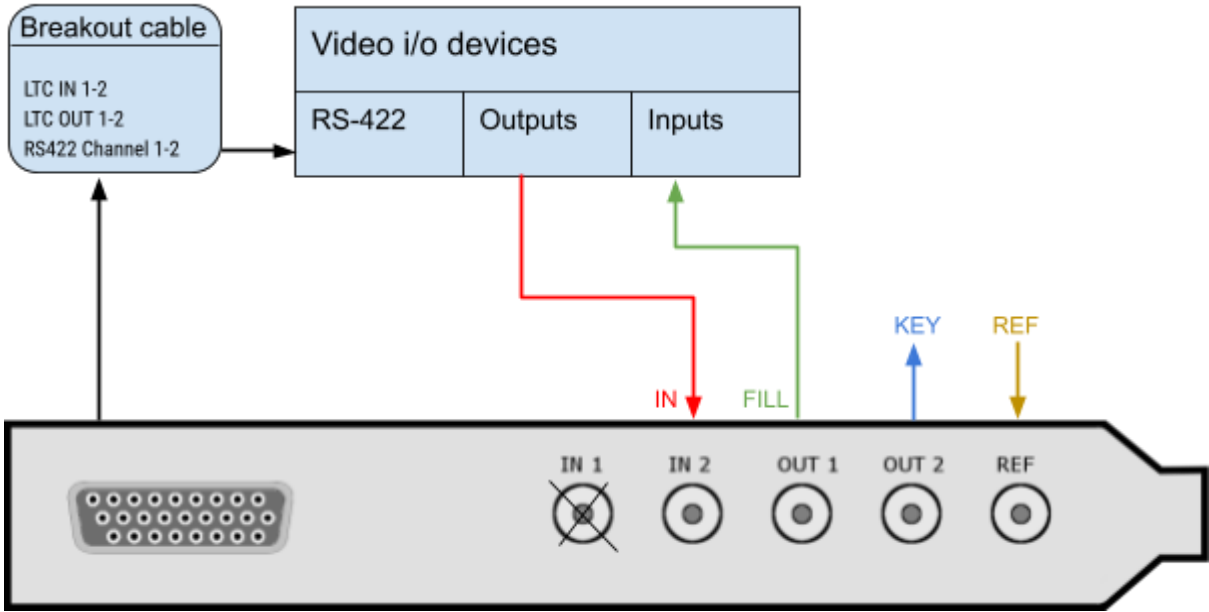 Breakout cable
LTC IN 1-2
LTC OUT 1-2
RS422 Channel 1-2
Video i/o devices
RS-422
Outputs
Inputs
KEY
REF
IN
FILL
IN 1
IN 2
OUT 1
OUT 2
REF